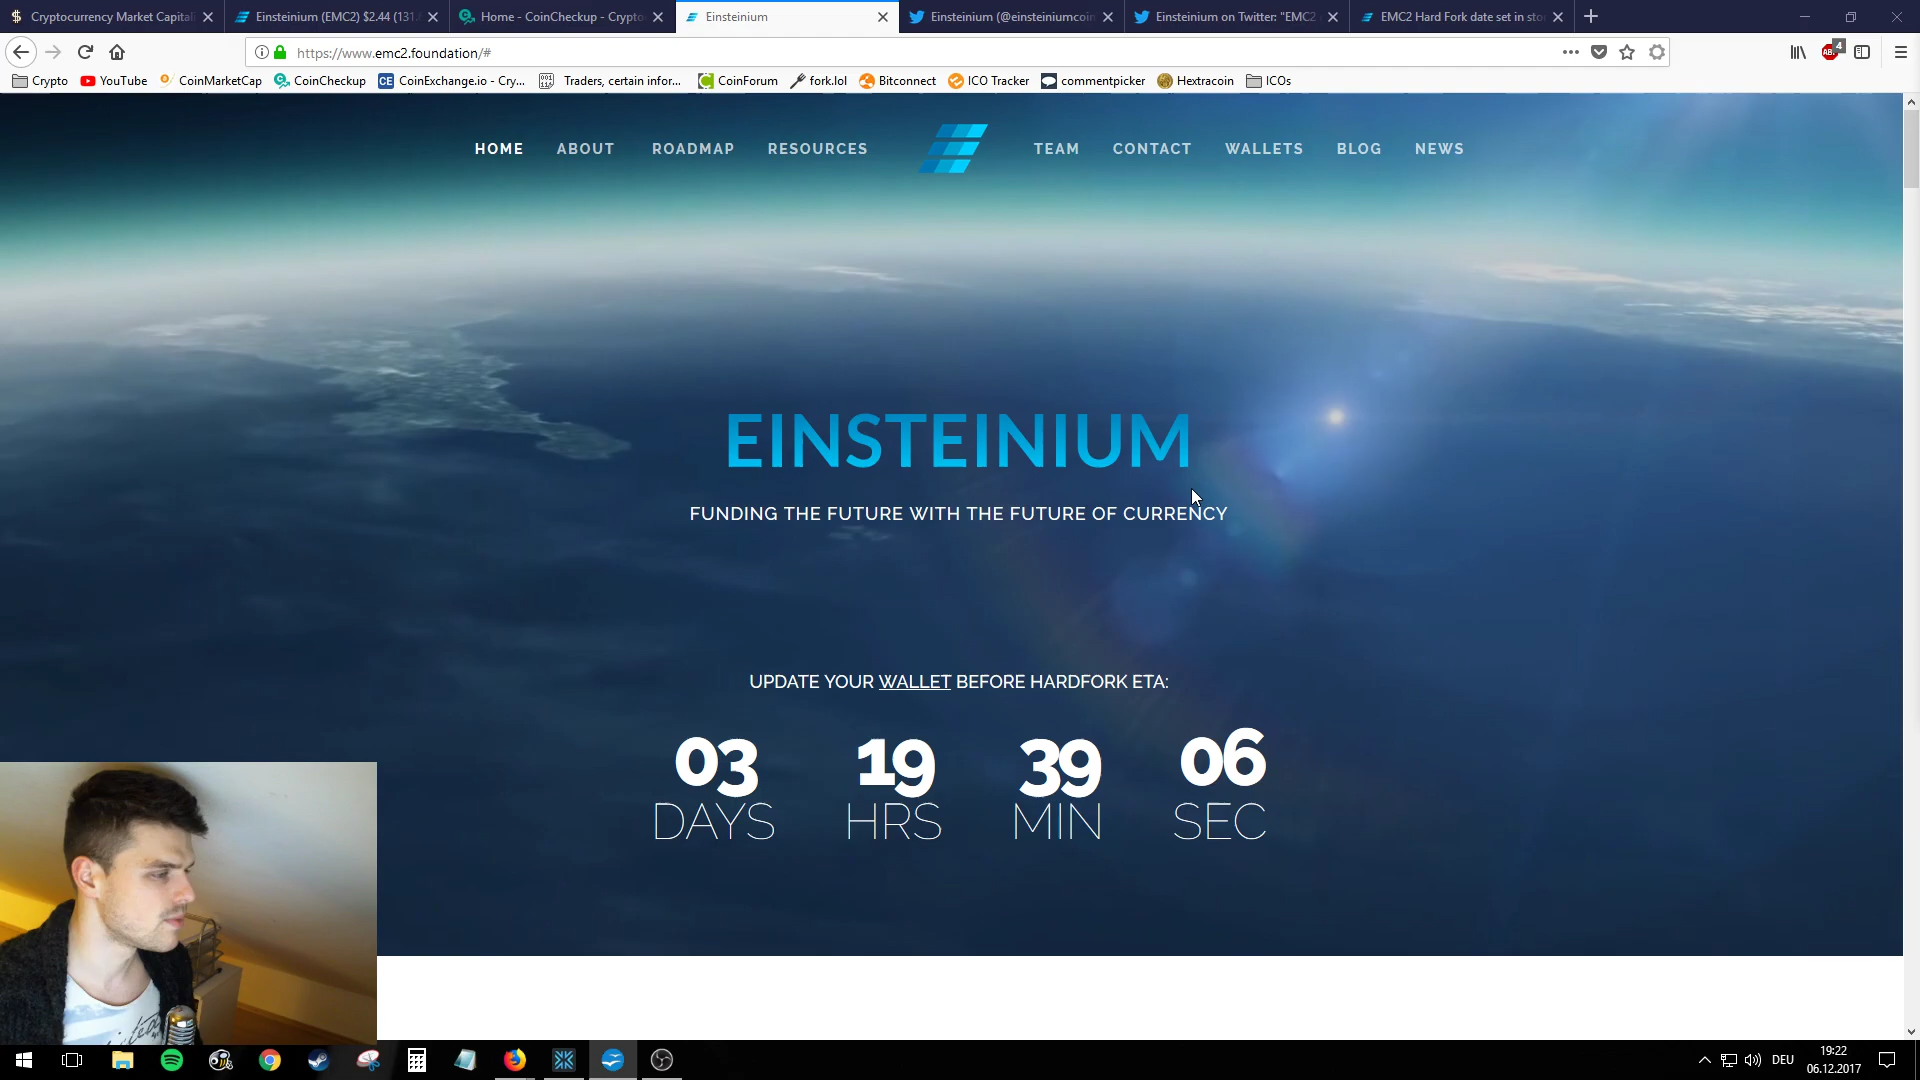 Cryptocurrency Market Capitali
Einsteinium (EMC2) $2.44 (131.
Home - CoinCheckup - Crypto
Einsteinium
Einsteinium (@einsteiniumcoin
Einsteinium on Twitter: "EMC2
EMC2 Hard Fork date set in sto
https://www.emc2.foundation/#
4
Crypto
YouTube
CoinMarketCap
CoinCheckup
CE CoinExchange.io - Cry...
Traders, certain infor...
CoinForum
fork.lol
Bitconnect
ICO Tracker
commentpicker
Hextracoin
ICOs
HOME ABOUT ROADMAP RESOURCES TEAM CONTACT WALLETS BLOG NEWS
EINSTEINIUM
FUNDING THE FUTURE WITH THE FUTURE OF CURRENCY
UPDATE YOUR WALLET BEFORE HARDFORK ETA:
03 19 39 06
DAYS HRS MIN SEC
DEU
19:22
06.12.2017